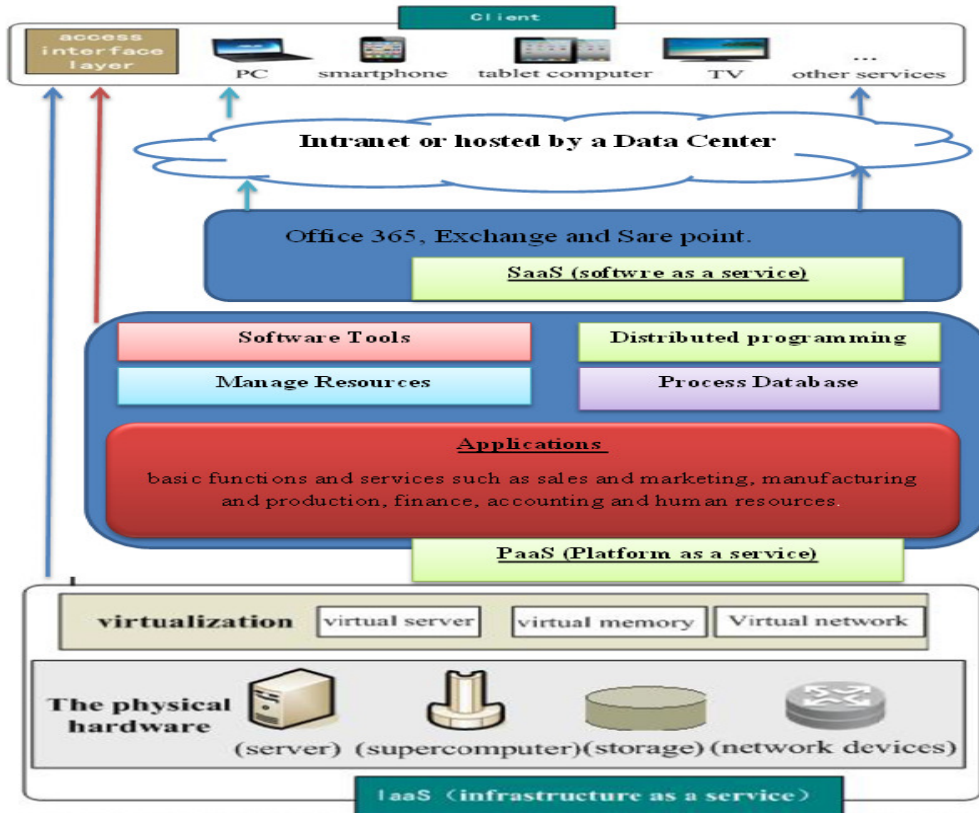 Client
access
interface
layer
PC
smartphone
tablet computer
TV
...
other services
Intranet or hosted by a Data Center
Office 365, Exchange and Sare point.
SaaS (softwre as a service)
Software Tools
Distributed programming
Manage Resources
Process Database
Applications
basic functions and services such as sales and marketing, manufacturing
and production, finance, accounting and human resources.
PaaS (Platform as a service)
virtualization
virtual server
virtual memory
Virtual network
The physical
hardware
(server)
(supercomputer)
(storage)
(network devices)
IaaS (infrastructure as a service)